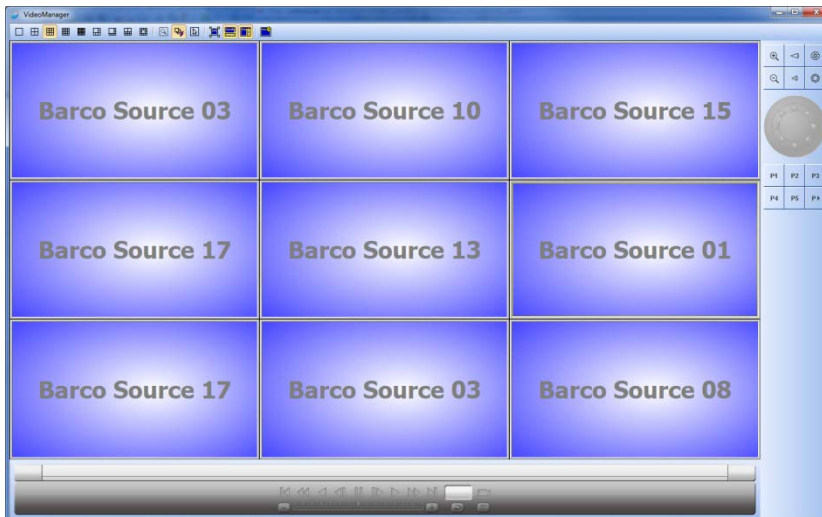 VideoManager
Barco Source 03
Barco Source 10
Barco Source 15
Barco Source 17
Barco Source 13
Barco Source 01
Barco Source 17
Barco Source 03
Barco Source 08
P1 P2 P3
P4 P5 P